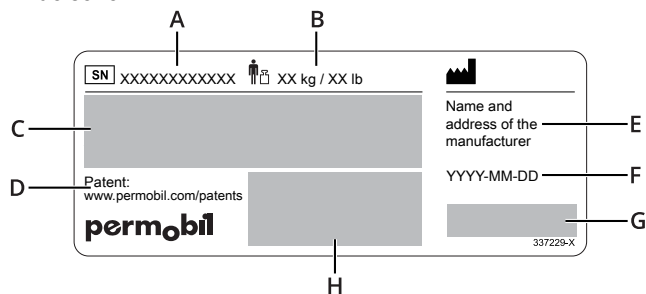 A
B
SN XXXXXXXXXXXX XX kg / XX lb
C
Name and
address of the
manufacturer
E
D
Patent:
www.permobil.com/patents
YYYY-MM-DD
F
permobil
G
337229-X
H